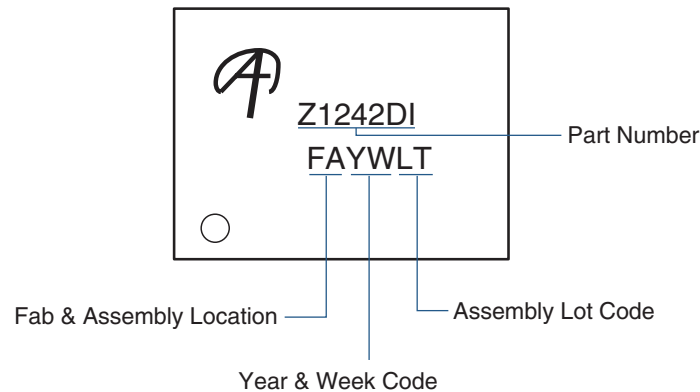 Z1242DI
Part Number
FAYWLT
Fab & Assembly Location
Assembly Lot Code
Year & Week Code